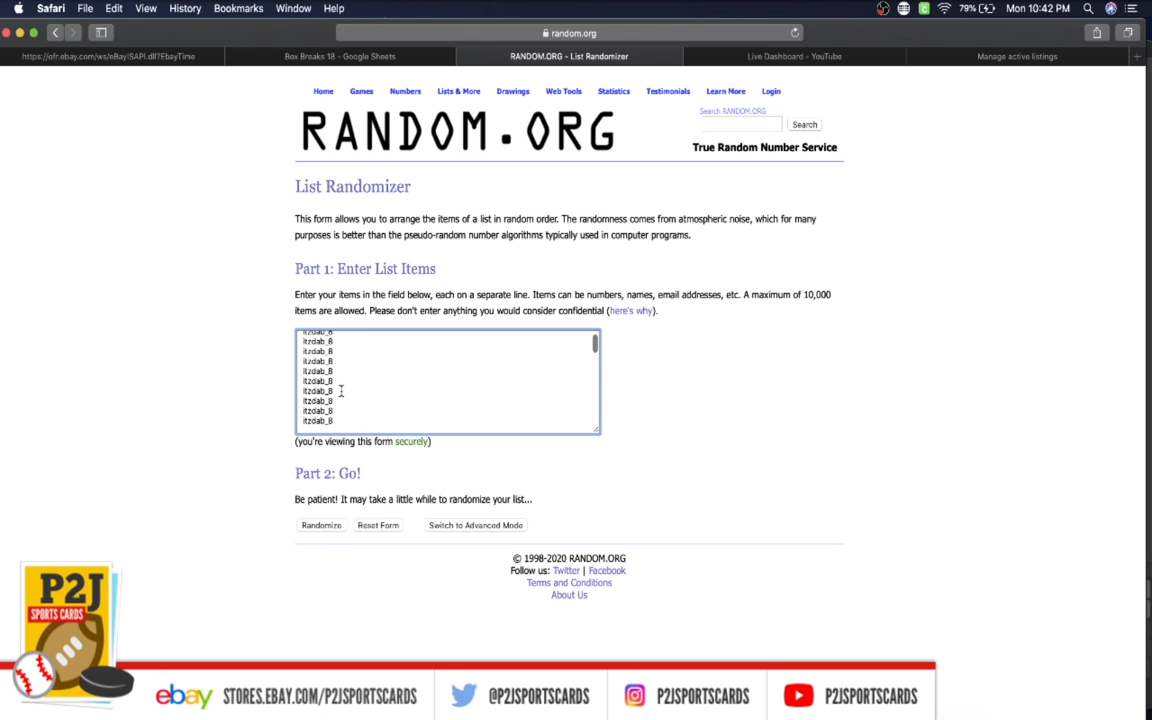 Safari File Edit View History Bookmarks Window Help 79% Mon 10:42 PM
random.org
https://ofr.ebay.com/ws/eBayISAPI.dll?EbayTime Box Breaks 18 - Google Sheets RANDOM.ORG - List Randomizer Live Dashboard - YouTube Manage active listings
Home Games Numbers Lists & More Drawings Web Tools Statistics Testimonials Learn More Login
RANDOM.ORG
Search RANDOM.ORG
Search
True Random Number Service
List Randomizer
This form allows you to arrange the items of a list in random order. The randomness comes from atmospheric noise, which for many
purposes is better than the pseudo-random number algorithms typically used in computer programs.
Part 1: Enter List Items
Enter your items in the field below, each on a separate line. Items can be numbers, names, email addresses, etc. A maximum of 10,000
items are allowed. Please don't enter anything you would consider confidential (here's why).
itzdab_8
itzdab_8
itzdab_8
itzdab_8
itzdab_8
itzdab_8
itzdab_8
itzdab_8
itzdab_8
itzdab_8
(you're viewing this form securely)
Part 2: Go!
Be patient! It may take a little while to randomize your list...
Randomize Reset Form Switch to Advanced Mode
© 1998-2020 RANDOM.ORG
Follow us: Twitter | Facebook
Terms and Conditions
About Us
P2J
SPORTS CARDS
ebay STORES.EBAY.COM/P2JSPORTSCARDS @P2JSPORTSCARDS P2JSPORTSCARDS P2JSPORTSCARDS